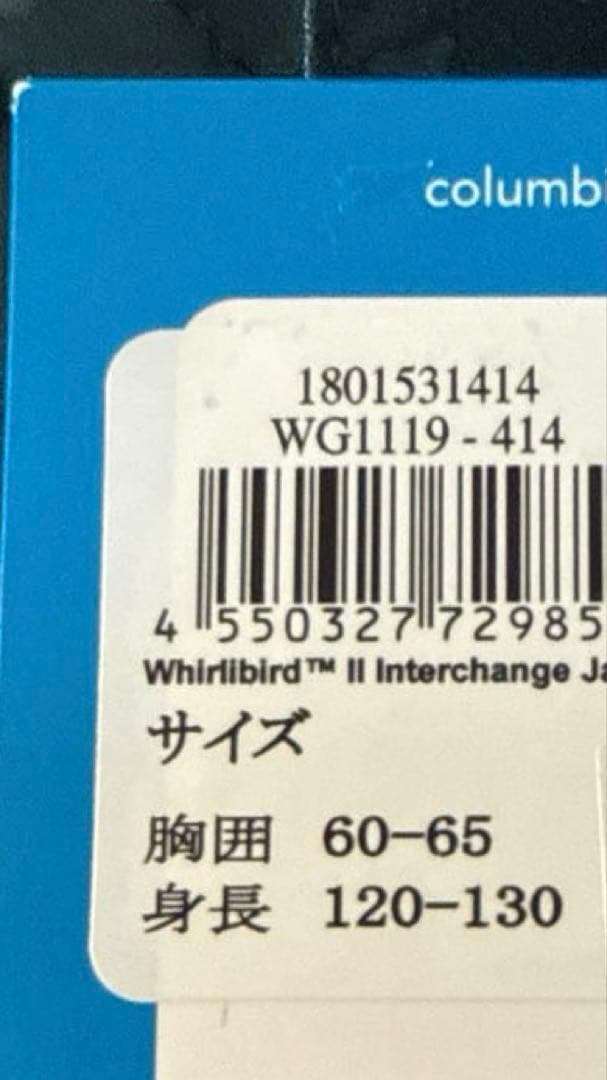 columbi
1801531414
WG1119 - 414
4 550327 72985
Whirlibird™ II Interchange Ja
サイズ
胸囲 60-65
身長 120-130